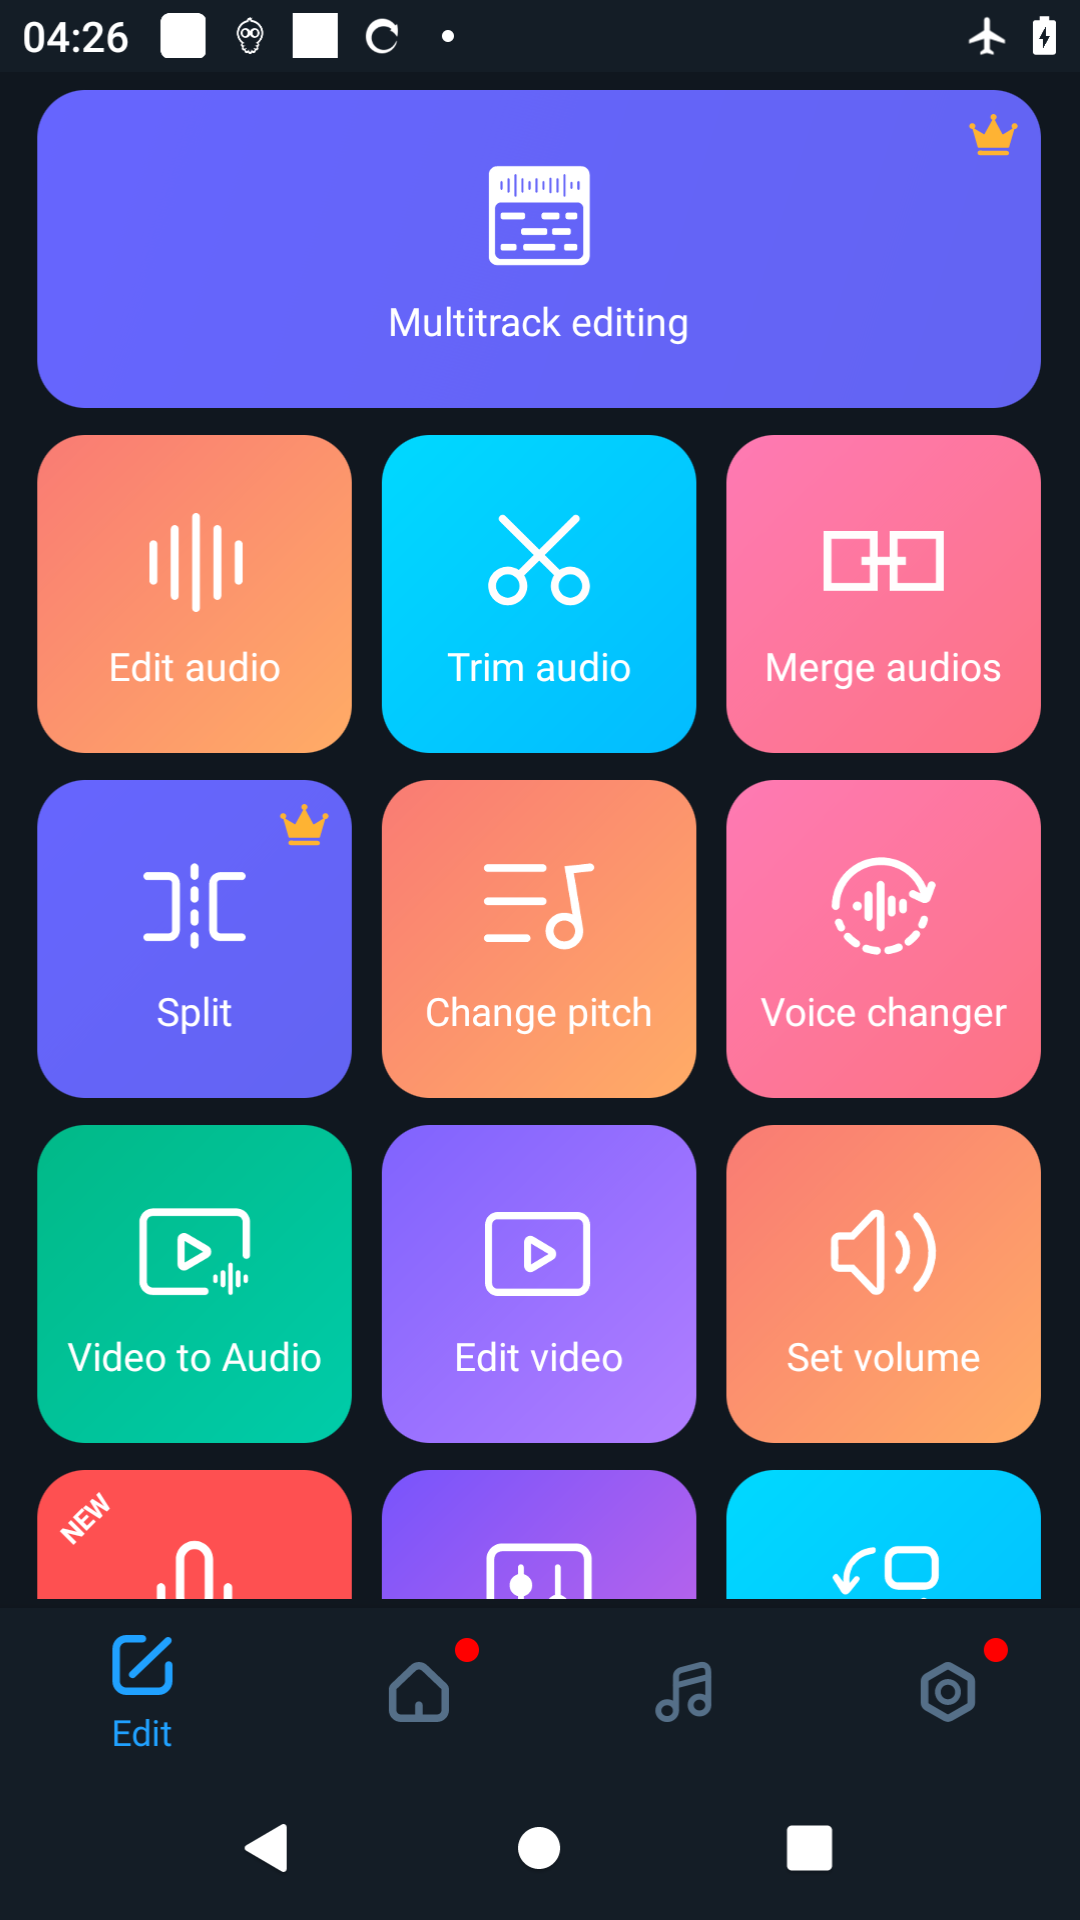 04:26
Multitrack editing
Edit audio
Trim audio
Merge audios
Split
Change pitch
Voice changer
Video to Audio
Edit video
Set volume
NEW
Edit